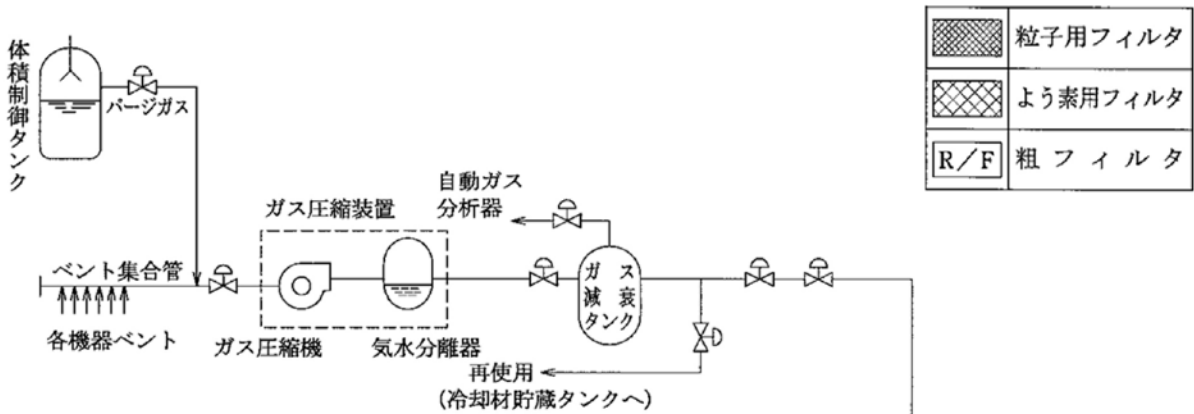 体積制御タンク
パージガス
ベント集合管
各機器ベント
ガス圧縮装置
ガス圧縮機
気水分離器
自動ガス
分析器
ガス
減衰
タンク
再使用
(冷却材貯蔵タンクへ)
粒子用フィルタ
よう素用フィルタ
R/F
粗フィルタ